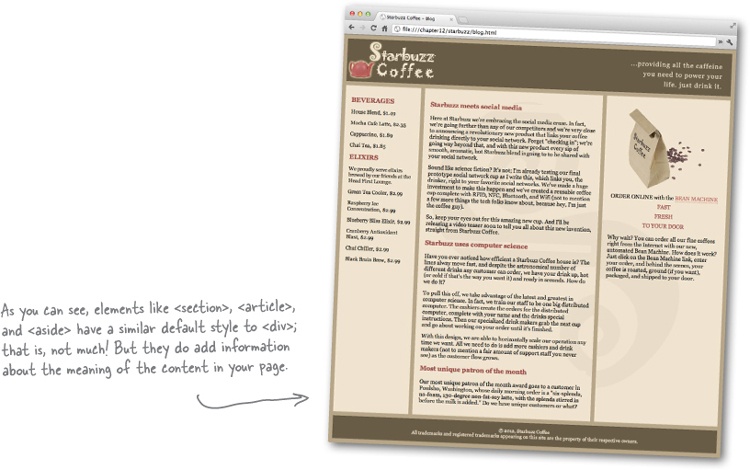 Starbuzz Coffee - Blog
file:///chapter12/starbuzz/blog.html
Starbuzz
Coffee
...providing all the caffeine
you need to power your
life. just drink it.
BEVERAGES
House Blend, $1.49
Mocha Cafe Latte, $2.35
Cappuccino, $1.89
Chai Tea, $1.85
ELIXIRS
We proudly serve elixirs
brewed by our friends at the
Head First Lounge.
Green Tea Cooler, $2.99
Raspberry Ice
Concentration, $2.99
Blueberry Bliss Elixir, $2.99
Cranberry Antioxidant
Blast, $2.99
Chai Chiller, $2.99
Black Brain Brew, $2.99
Starbuzz meets social media
Here at Starbuzz we're embracing the social media craze. In fact,
we're going further than any of our competitors and we're very close
to announcing a revolutionary new product that links your coffee
drinking directly to your social network. Forget "checking in"; we're
going way beyond that, and with this new product every sip of
smooth, aromatic, hot Starbuzz blend is going to to be shared with
your social network.
Sound like science fiction? It's not; I'm already testing our final
prototype social network cup as I write this, which links you, the
drinker, right to your favorite social networks. We've made a huge
investment to make this happen and we've created a reusable coffee
cup complete with RFID, NFC, Bluetooth, and Wifi (not to mention
a few more things the tech folks know about, because hey, I'm just
the coffee guy).
So, keep your eyes out for this amazing new cup. And I'll be
releasing a video teaser soon to tell you all about this new invention,
straight from Starbuzz Coffee.
Starbuzz uses computer science
Have you ever noticed how efficient a Starbuzz Coffee house is? The
lines always move fast, and despite the astronomical number of
different drinks any customer can order, we have your drink up, hot
(or cold if that's the way you want it) and ready in seconds. How do
we do it?
To pull this off, we take advantage of the latest and greatest in
computer science. In fact, we train our staff to be one big distributed
computer. The cashiers create the orders for the distributed
computer, complete with your name and the drinks special
instructions. Then our specialized drink makers grab the next cup
and go about working on your order until it's finished.
With this design, we are able to horizontally scale our operation any
time we want. All we need to do is add more cashiers and drink
makers (not to mention a fair amount of support staff you never
see) as the customer flow grows.
Most unique patron of the month
Our most unique patron of the month award goes to a customer in
Washington, whose daily morning order is a "six-splenda,
no-foam, 150-degree non-fat-soy latte, with the splenda stirred in
before the milk is added." Do we have unique customers or what?
Starbuzz
Coffee
ORDER ONLINE with the BEAN MACHINE
FAST
FRESH
TO YOUR DOOR
Why wait? You can order all our fine coffees
right from the Internet with our new,
automated Bean Machine. How does it work?
Just click on the Bean Machine link, enter
your order, and behind the scenes, your
coffee is roasted, ground (if you want),
packaged, and shipped to your door.
© 2012, Starbuzz Coffee
All trademarks and registered trademarks appearing on this site are the property of their respective owners.
As you can see, elements like <section>, <article>,
and <aside> have a similar default style to <div>;
that is, not much! But they do add information
about the meaning of the content in your page.